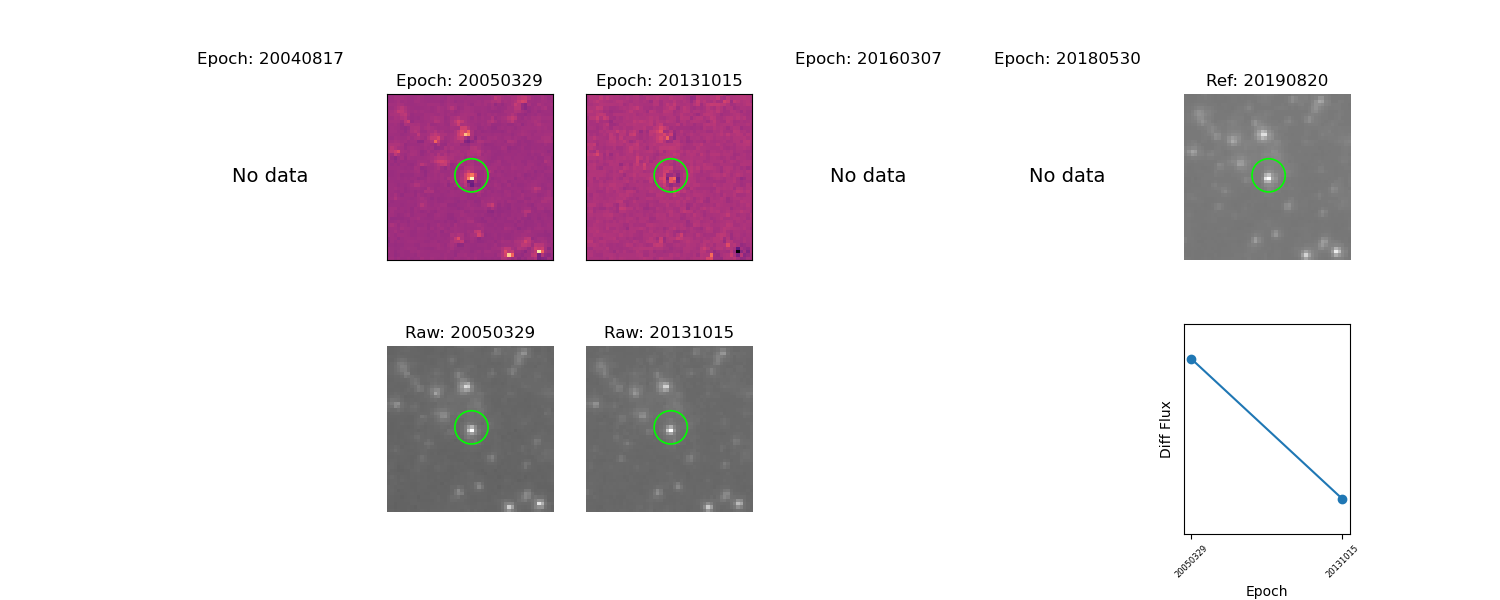 Epoch: 20040817
No data
Epoch: 20050329
Epoch: 20131015
Epoch: 20160307
No data
Epoch: 20180530
No data
Ref: 20190820
Raw: 20050329
Raw: 20131015
Diff Flux
20050329
20131015
Epoch